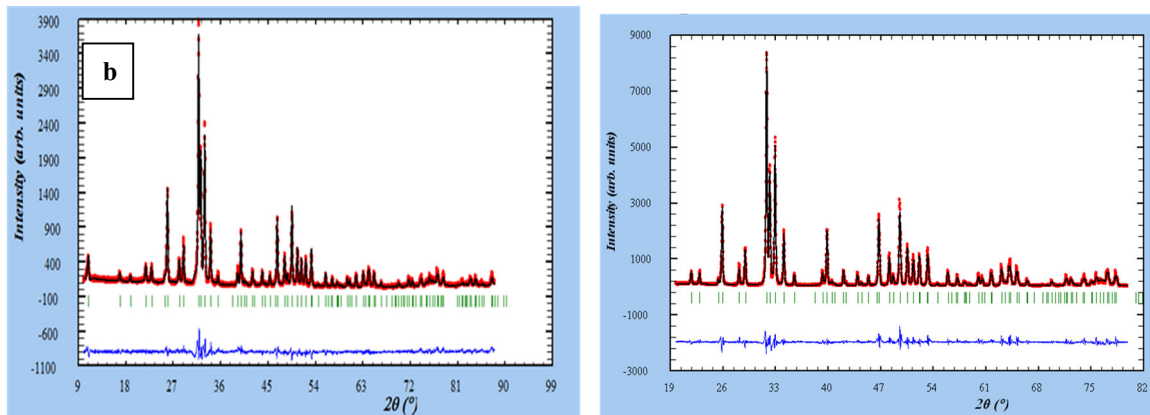 3900
3400
2900
2400
1900
1400
900
400
-100
-600
-1100
Intensity (arb. units)
b
9 18 27 36 45 54 63 72 81 90 99
2θ (°)
9000
7000
5000
3000
1000
-1000
-3000
Intensity (arb. units)
19 26 33 40 47 54 61 68 75 82
2θ (°)